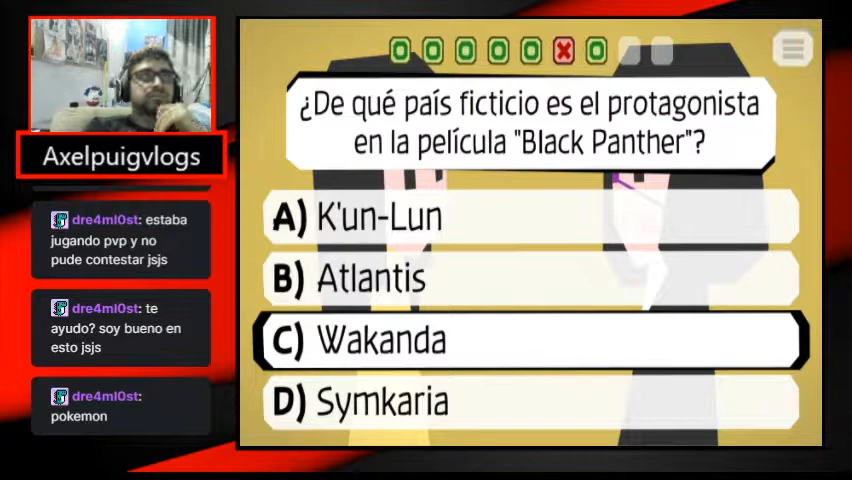 Axelpuigvlogs
dre4ml0st: estaba
jugando pvp y no
pude contestar jsjs
dre4ml0st: te
ayudo? soy bueno en
esto jsjs
dre4ml0st:
pokemon
¿De qué país ficticio es el protagonista
en la película "Black Panther"?
A) K'un-Lun
B) Atlantis
C) Wakanda
D) Symkaria